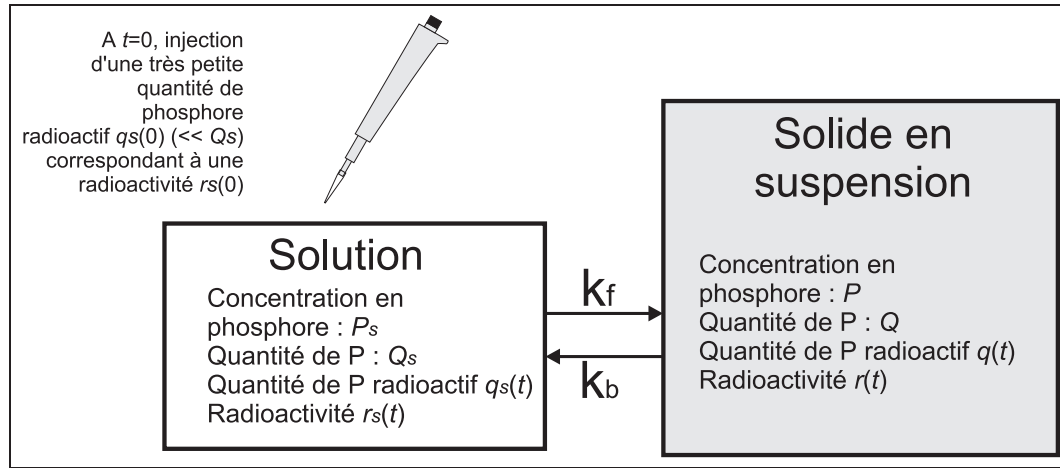 A t=0, injection
d'une très petite
quantité de
phosphore
radioactif qs(0) (<< Qs)
correspondant à une
radioactivité rs(0)
Solution
Concentration en
phosphore : Ps
Quantité de P : Qs
Quantité de P radioactif qs(t)
Radioactivité rs(t)
kf
kb
Solide en
suspension
Concentration en
phosphore : P
Quantité de P : Q
Quantité de P radioactif q(t)
Radioactivité r(t)